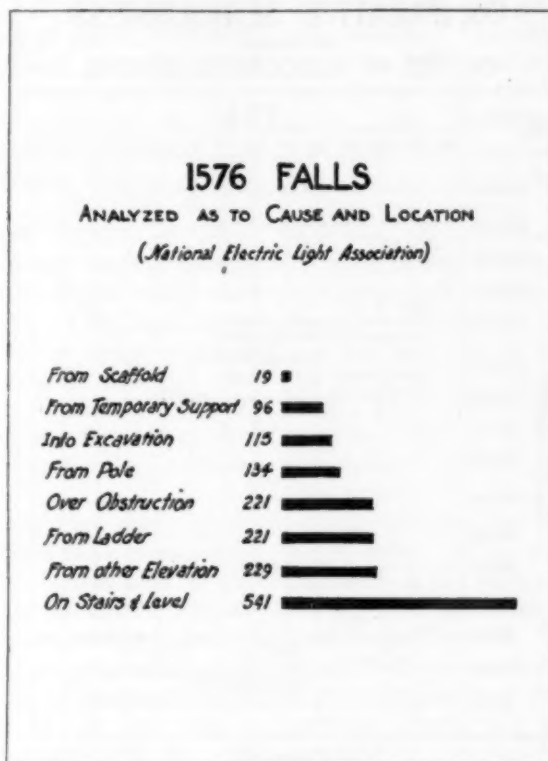 1576 FALLS
ANALYZED AS TO CAUSE AND LOCATION
(National Electric Light Association)
From Scaffold 19
From Temporary Support 96
Into Excavation 115
From Pole 134
Over Obstruction 221
From Ladder 221
From other Elevation 229
On Stairs & Level 541